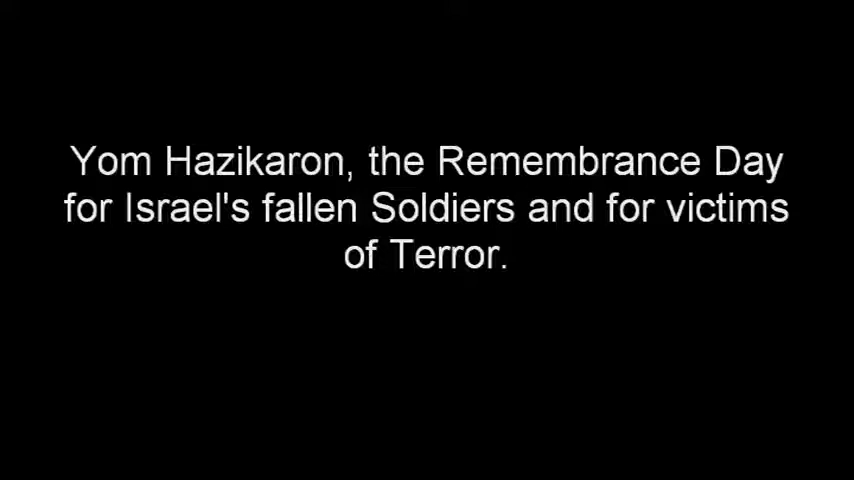 Yom Hazikaron, the Remembrance Day
for Israel's fallen Soldiers and for victims
of Terror.